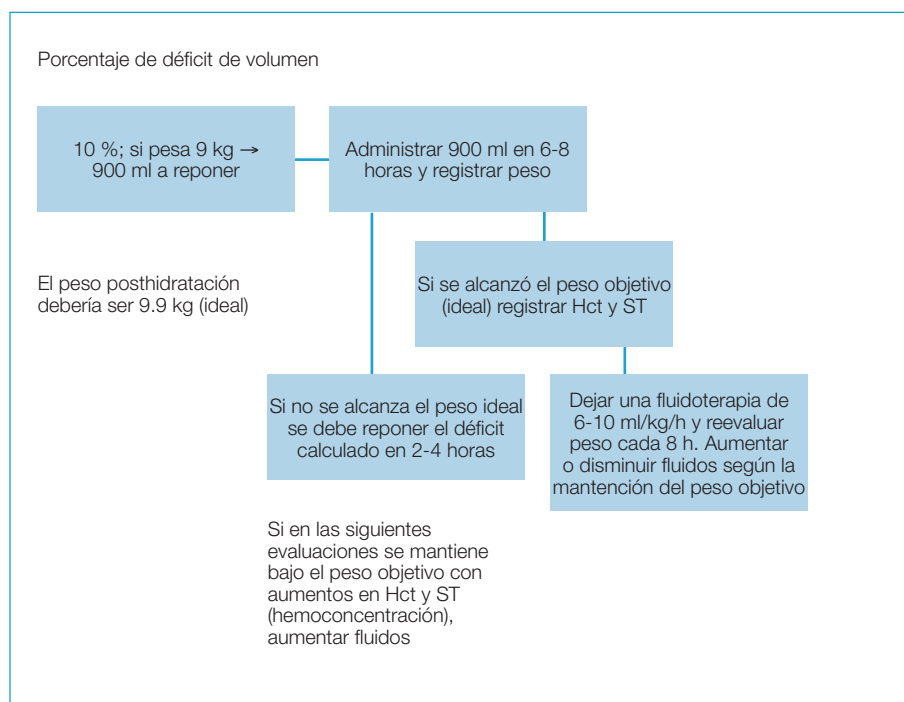 Porcentaje de déficit de volumen
10 %; si pesa 9 kg →
900 ml a reponer
Administrar 900 ml en 6-8
horas y registrar peso
El peso posthidratación
debería ser 9.9 kg (ideal)
Si se alcanzó el peso objetivo
(ideal) registrar Hct y ST
Si no se alcanza el peso ideal
se debe reponer el déficit
calculado en 2-4 horas
Dejar una fluidoterapia de
6-10 ml/kg/h y reevaluar
peso cada 8 h. Aumentar
o disminuir fluidos según la
mantención del peso objetivo
Si en las siguientes
evaluaciones se mantiene
bajo el peso objetivo con
aumentos en Hct y ST
(hemoconcentración),
aumentar fluidos